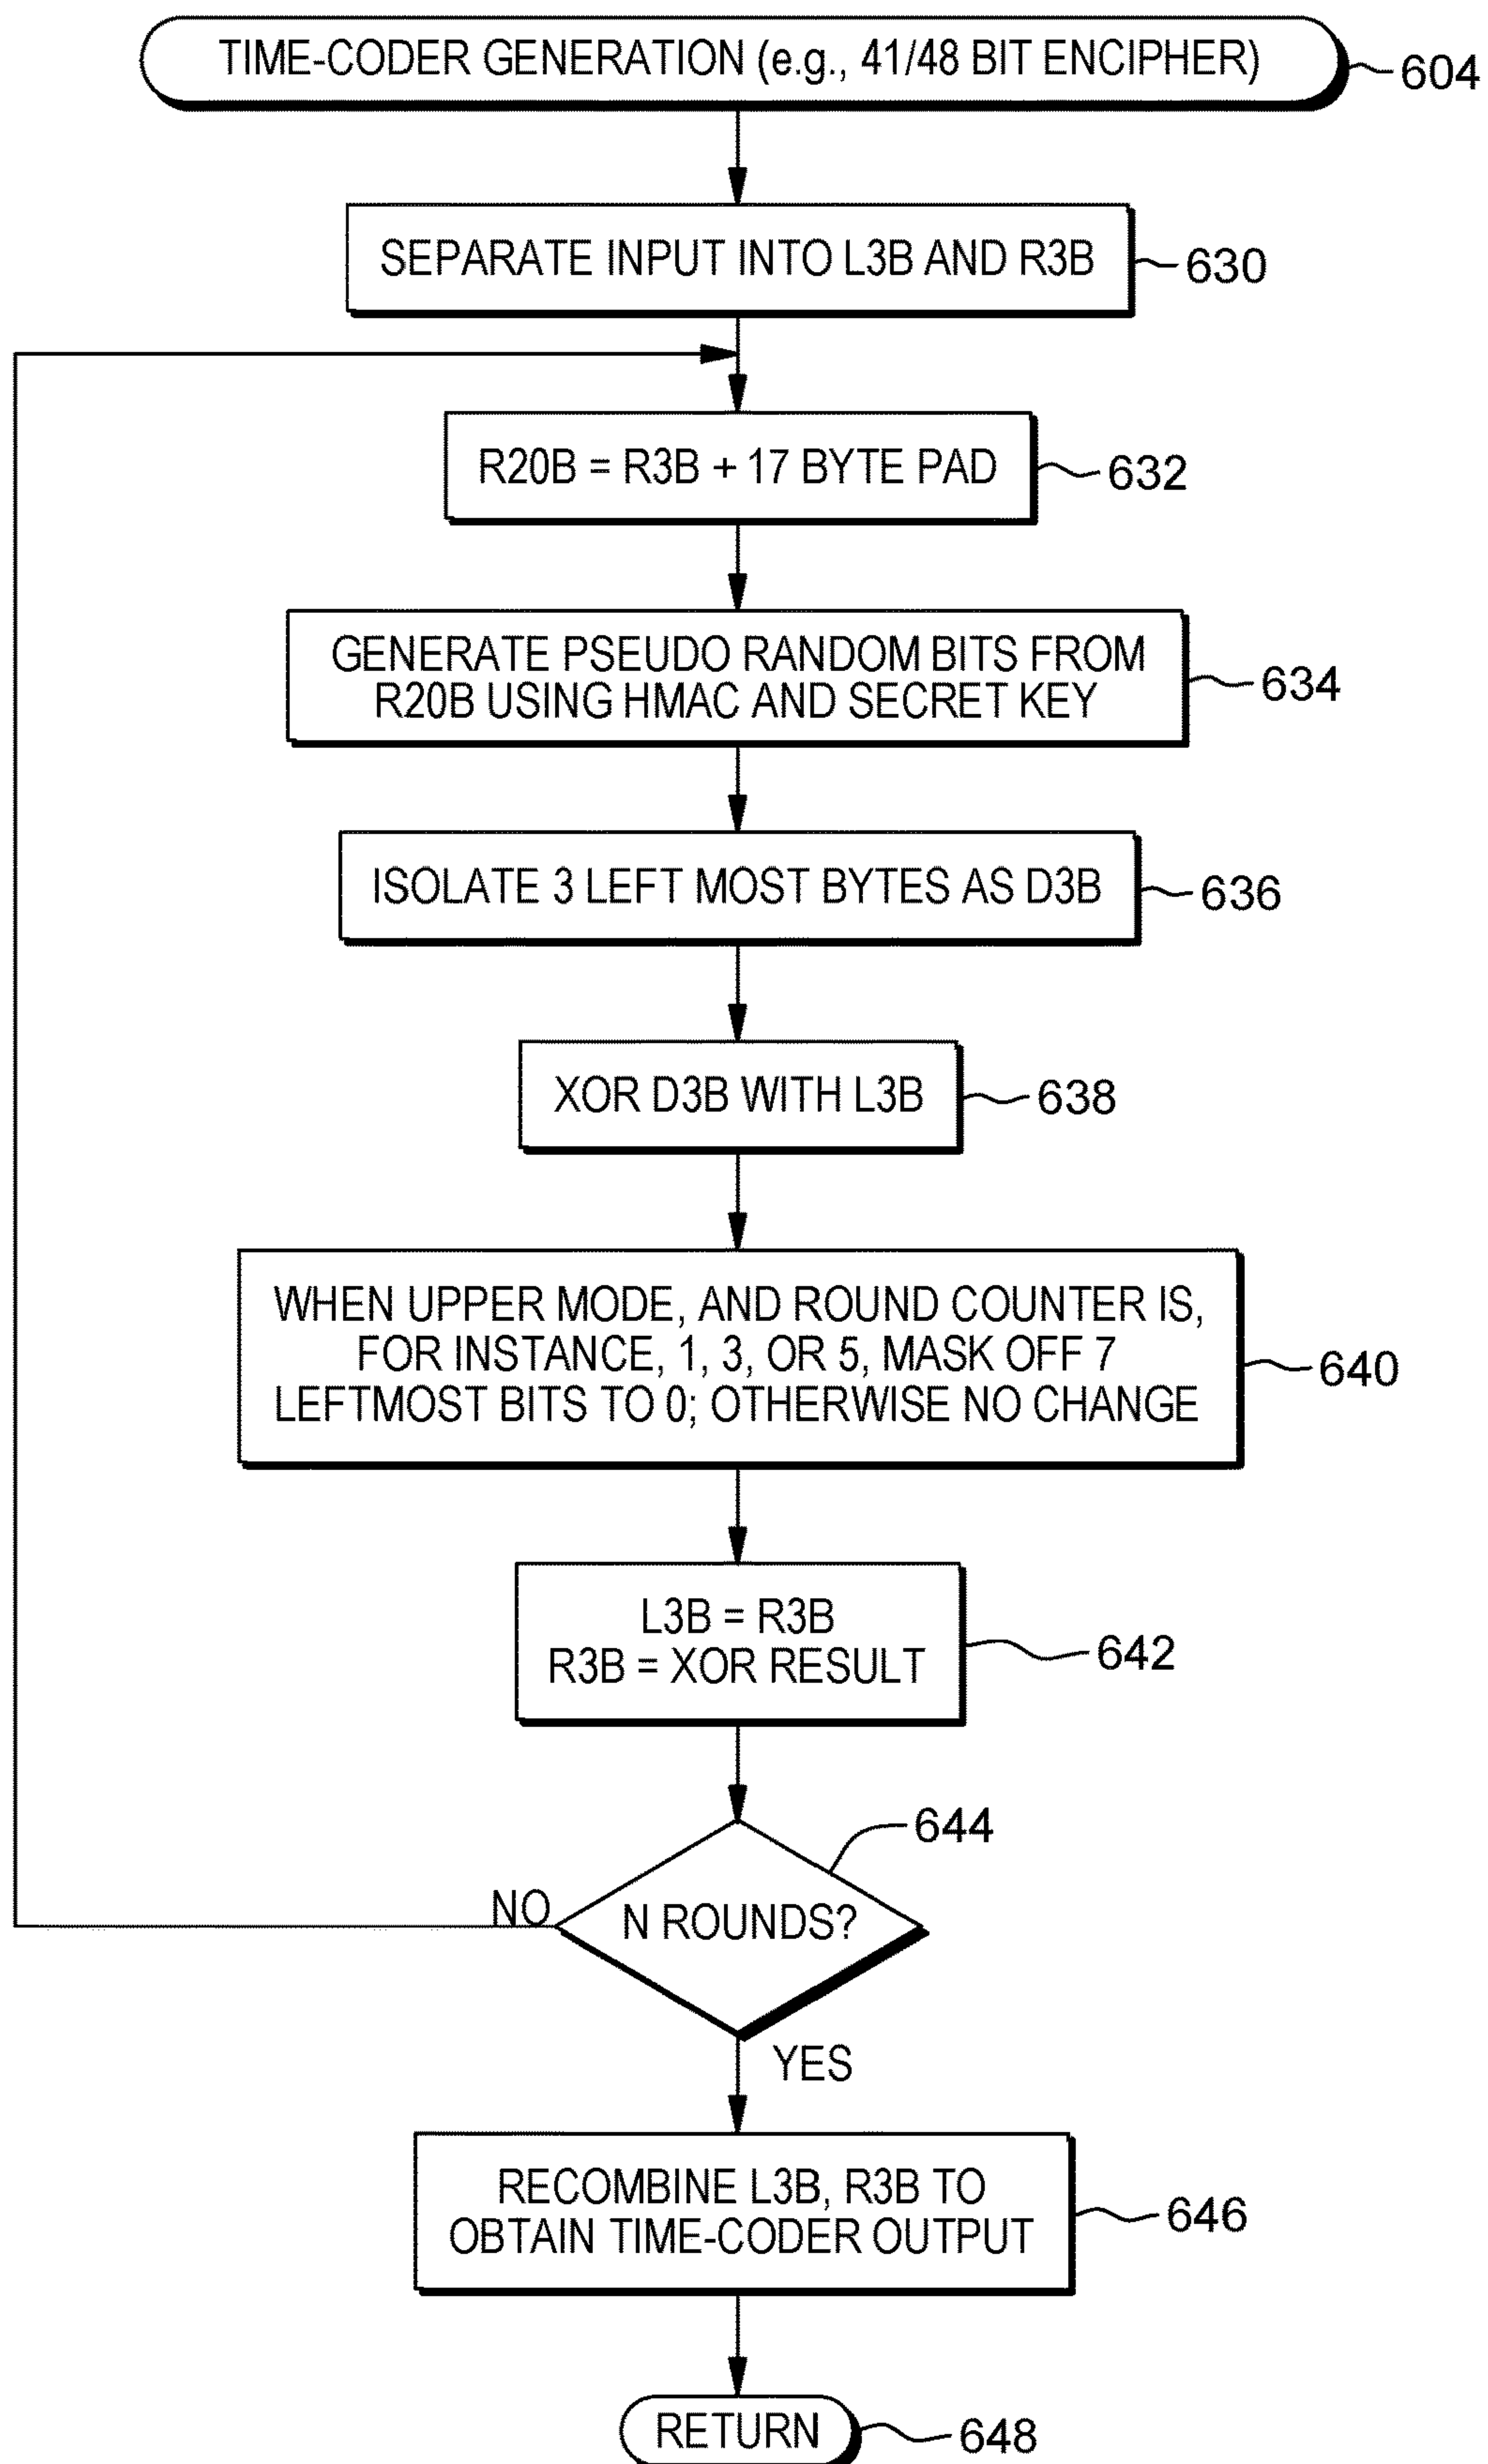 TIME-CODER GENERATION (e.g., 41/48 BIT ENCIPHER)
604
SEPARATE INPUT INTO L3B AND R3B
630
R20B = R3B + 17 BYTE PAD
632
GENERATE PSEUDO RANDOM BITS FROM
R20B USING HMAC AND SECRET KEY
634
ISOLATE 3 LEFT MOST BYTES AS D3B
636
XOR D3B WITH L3B
638
WHEN UPPER MODE, AND ROUND COUNTER IS,
FOR INSTANCE, 1, 3, OR 5, MASK OFF 7
LEFTMOST BITS TO 0; OTHERWISE NO CHANGE
640
L3B = R3B
R3B = XOR RESULT
642
644
NO
N ROUNDS?
YES
RECOMBINE L3B, R3B TO
OBTAIN TIME-CODER OUTPUT
646
RETURN
648